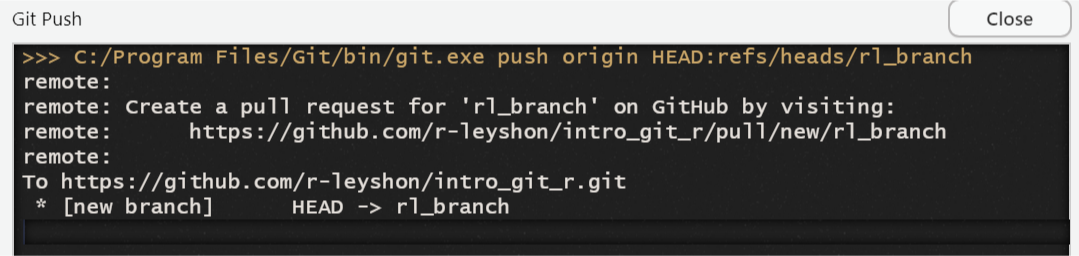 Git Push
Close
>>> C:/Program Files/Git/bin/git.exe push origin HEAD:refs/heads/rl_branch
remote:
remote: Create a pull request for 'rl_branch' on GitHub by visiting:
remote:      https://github.com/r-leyshon/intro_git_r/pull/new/rl_branch
remote:
To https://github.com/r-leyshon/intro_git_r.git
 * [new branch]      HEAD -> rl_branch